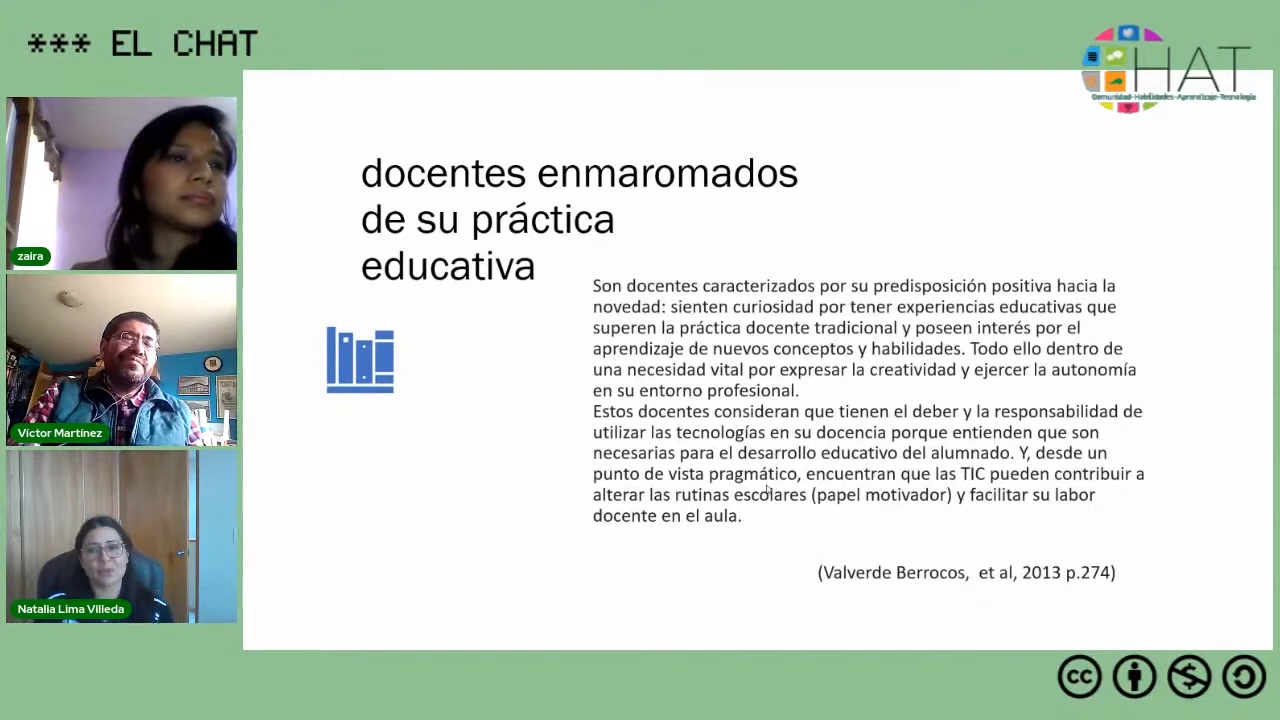 *** EL CHAT
HAT
Comunidad-Habilidades-Aprendizaje-Tecnología
zaira
Víctor Martínez
Natalia Lima Villeda
docentes enmaromados
de su práctica
educativa
Son docentes caracterizados por su predisposición positiva hacia la
novedad: sienten curiosidad por tener experiencias educativas que
superen la práctica docente tradicional y poseen interés por el
aprendizaje de nuevos conceptos y habilidades. Todo ello dentro de
una necesidad vital por expresar la creatividad y ejercer la autonomía
en su entorno profesional.
Estos docentes consideran que tienen el deber y la responsabilidad de
utilizar las tecnologías en su docencia porque entienden que son
necesarias para el desarrollo educativo del alumnado. Y, desde un
punto de vista pragmático, encuentran que las TIC pueden contribuir a
alterar las rutinas escolares (papel motivador) y facilitar su labor
docente en el aula.
(Valverde Berrocos, et al, 2013 p.274)
cc